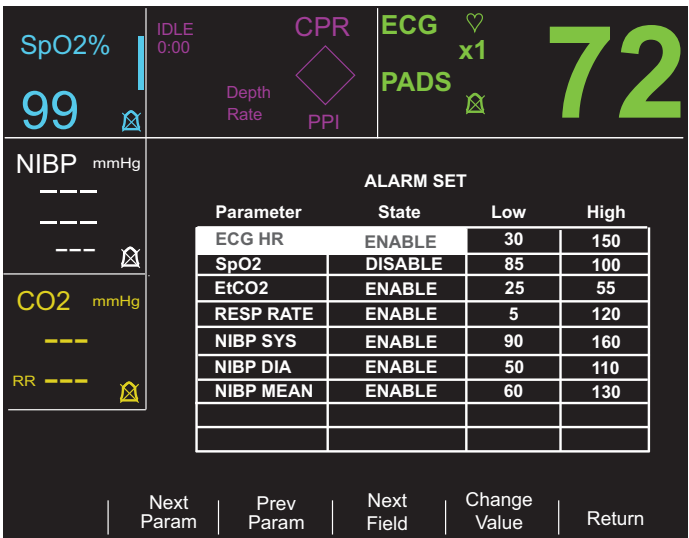 SpO2%
99
IDLE
0:00
CPR
Depth
Rate
PPI
ECG
x1
PADS
72
NIBP mmHg
---
---
---
CO2 mmHg
---
RR ---
ALARM SET
Parameter State Low High
ECG HR ENABLE 30 150
SpO2 DISABLE 85 100
EtCO2 ENABLE 25 55
RESP RATE ENABLE 5 120
NIBP SYS ENABLE 90 160
NIBP DIA ENABLE 50 110
NIBP MEAN ENABLE 60 130
Next Param
Prev Param
Next Field
Change Value
Return